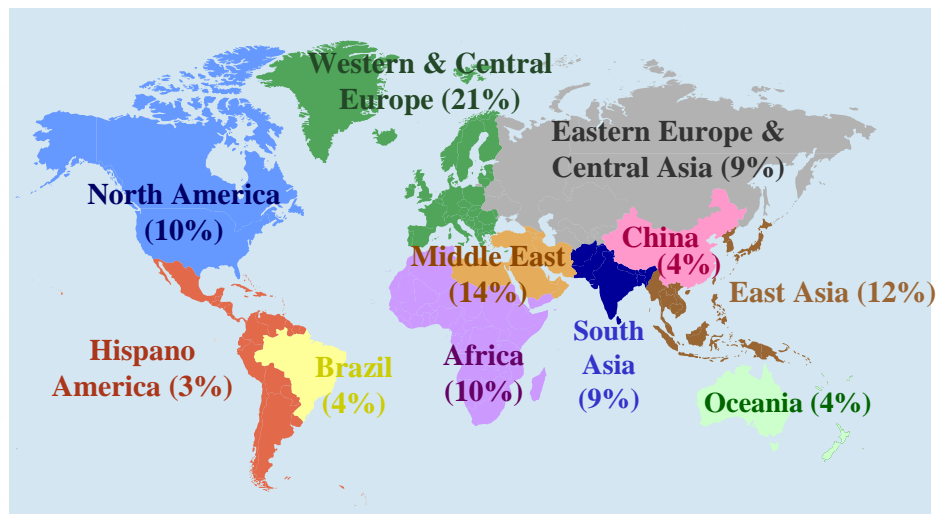 Western & Central
Europe (21%)
Eastern Europe &
Central Asia (9%)
North America
(10%)
China
(4%)
Middle East
(14%)
East Asia (12%)
South
Asia
(9%)
Hispano
America (3%)
Brazil
(4%)
Africa
(10%)
Oceania (4%)